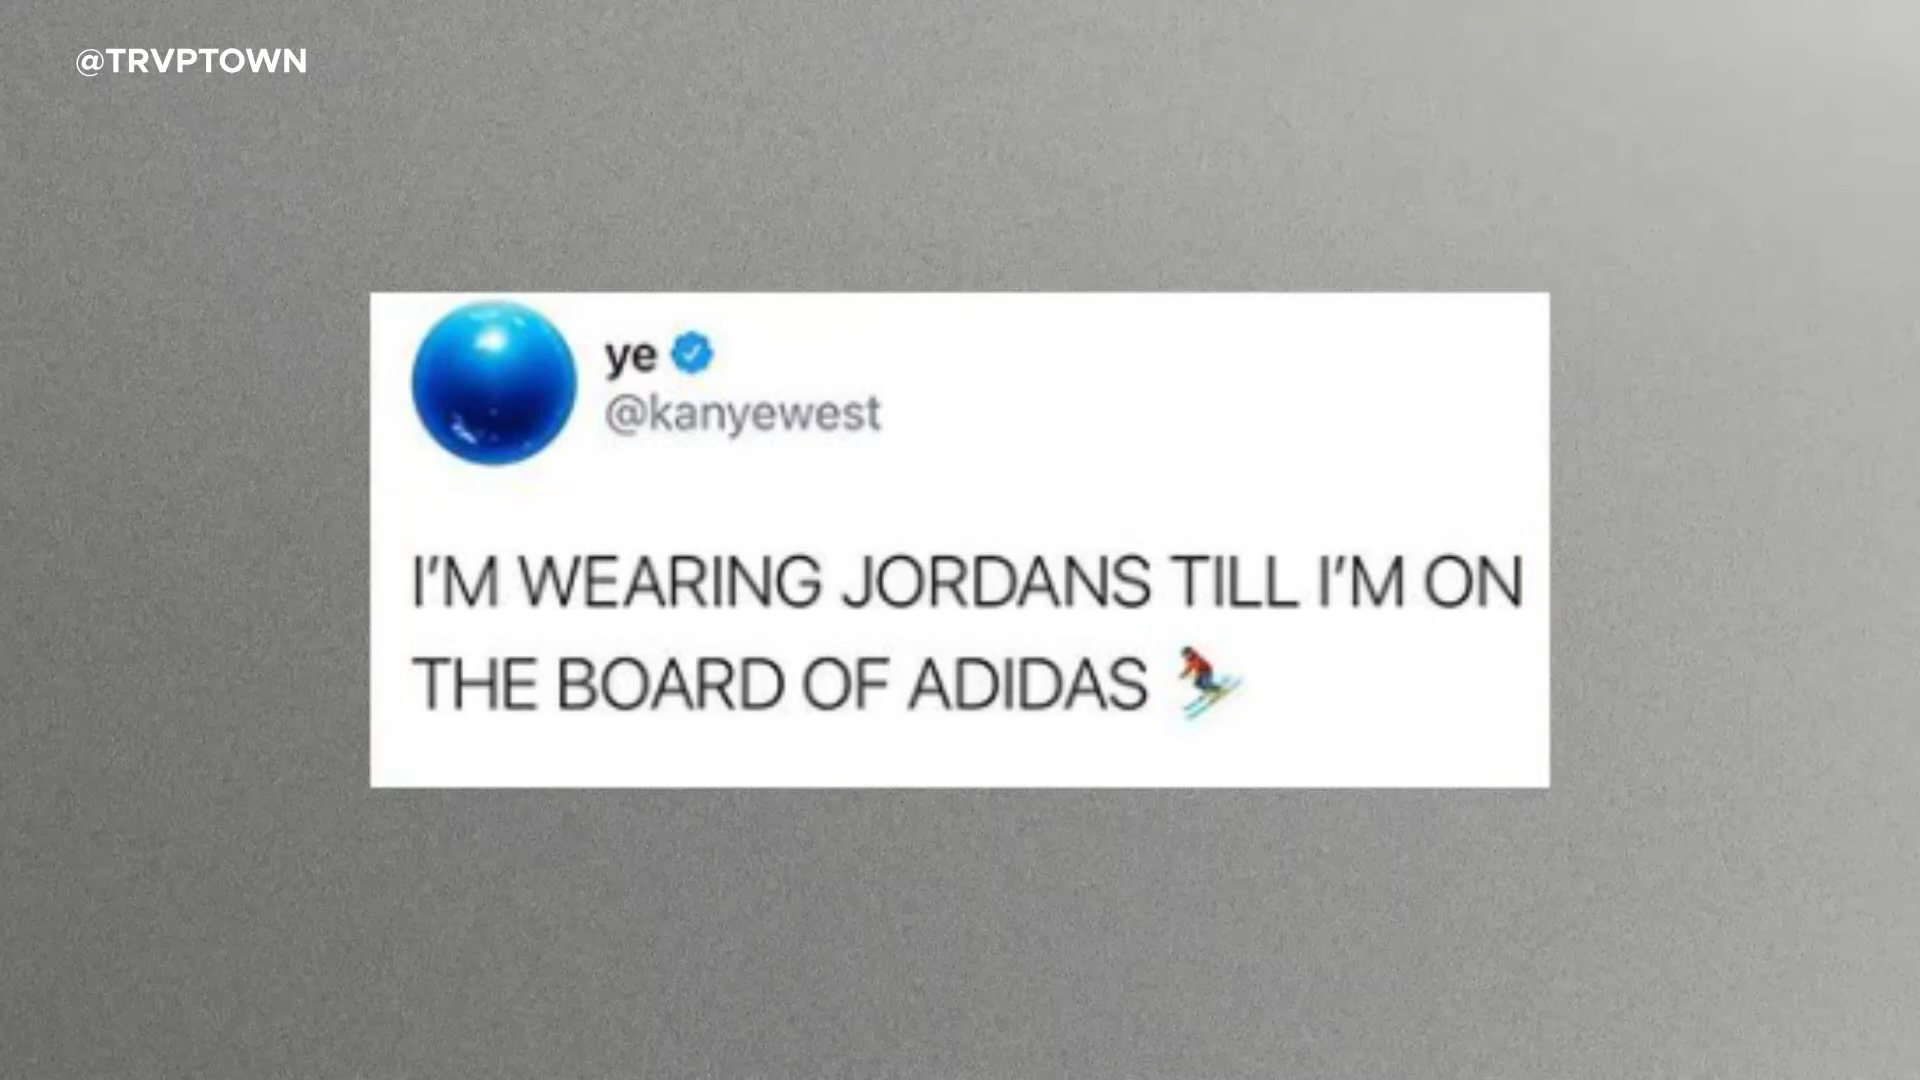 @TRVPTOWN
ye
@kanyewest
I'M WEARING JORDANS TILL I'M ON
THE BOARD OF ADIDAS ⛷️